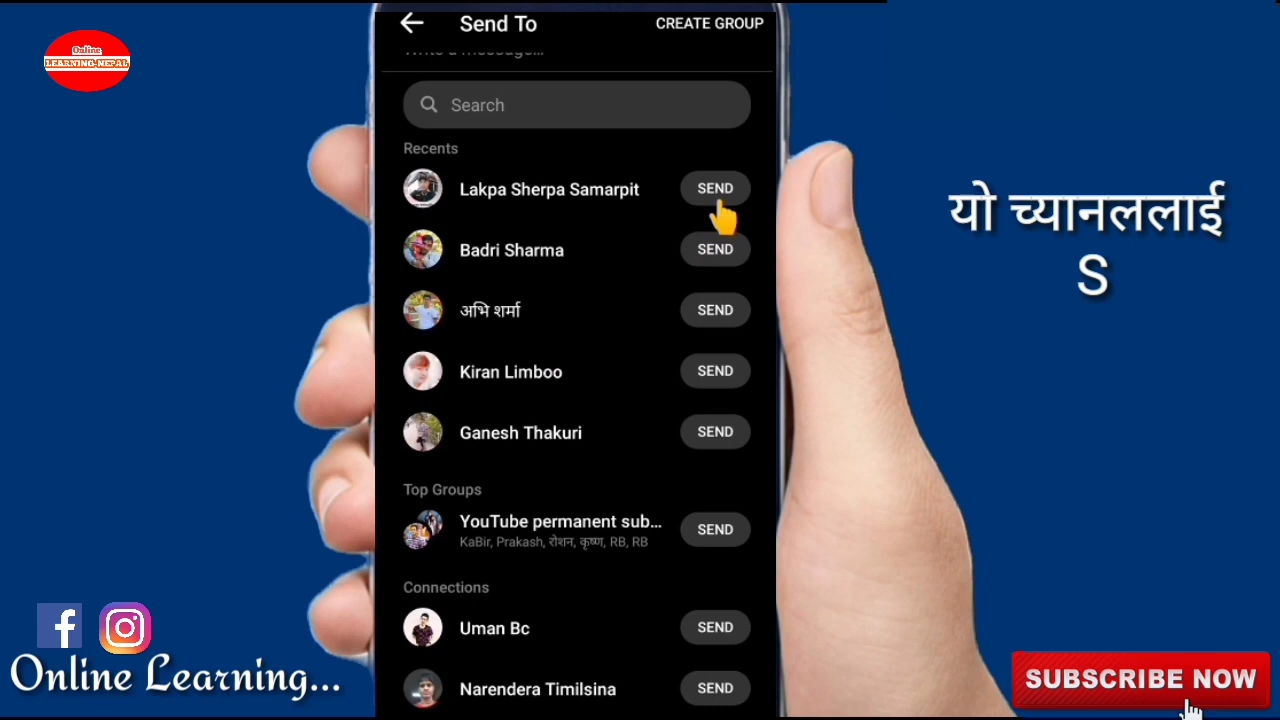 Online
LEARNING-NEPAL
Send To
CREATE GROUP
Write a message...
Search
Recents
Lakpa Sherpa Samarpit
SEND
Badri Sharma
SEND
अभि शर्मा
SEND
Kiran Limboo
SEND
Ganesh Thakuri
SEND
Top Groups
YouTube permanent sub...
KaBir, Prakash, रोशन, कृष्ण, RB, RB
SEND
Connections
Uman Bc
SEND
Narendera Timilsina
SEND
यो च्यानललाई
S
Online Learning...
SUBSCRIBE NOW